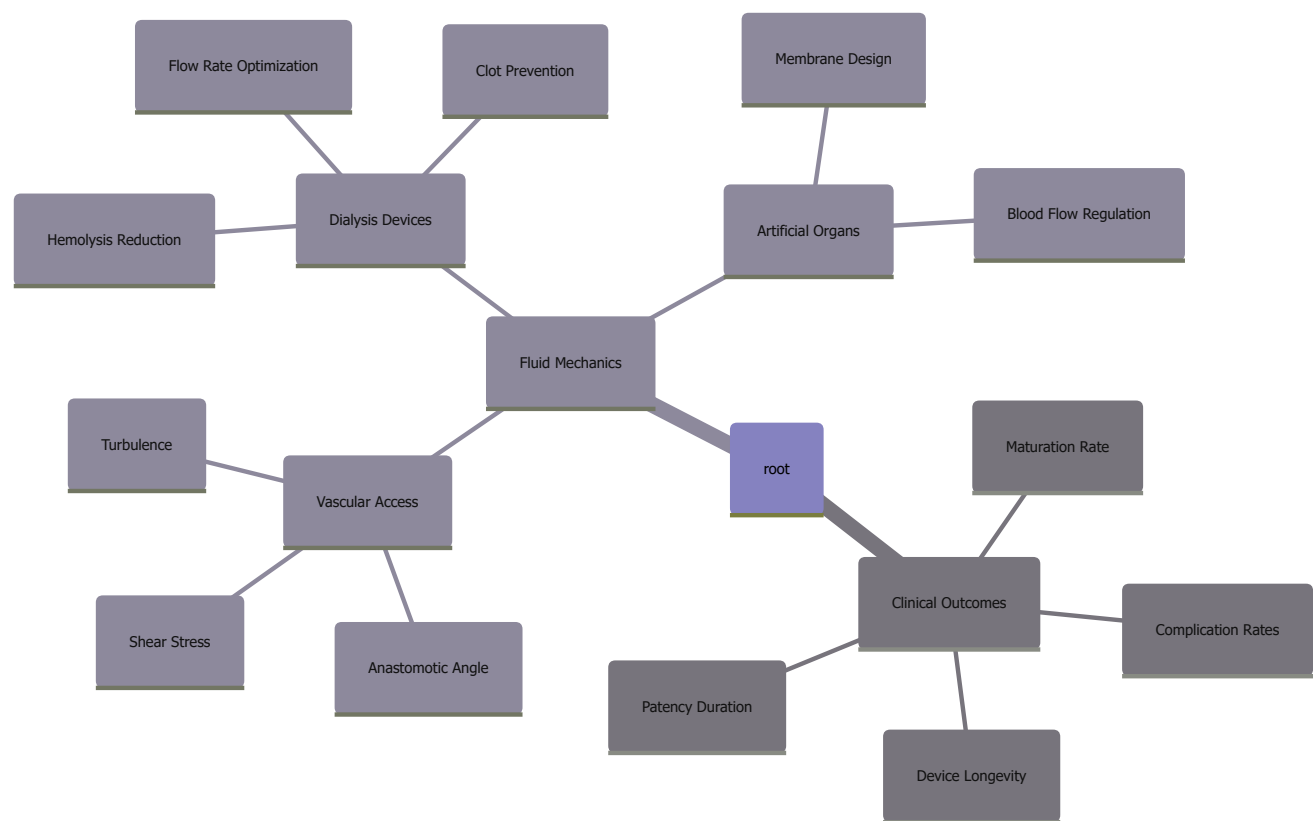 Flow Rate Optimization
Clot Prevention
Membrane Design
Hemolysis Reduction
Dialysis Devices
Artificial Organs
Blood Flow Regulation
Fluid Mechanics
Turbulence
Vascular Access
root
Maturation Rate
Shear Stress
Anastomotic Angle
Clinical Outcomes
Complication Rates
Patency Duration
Device Longevity